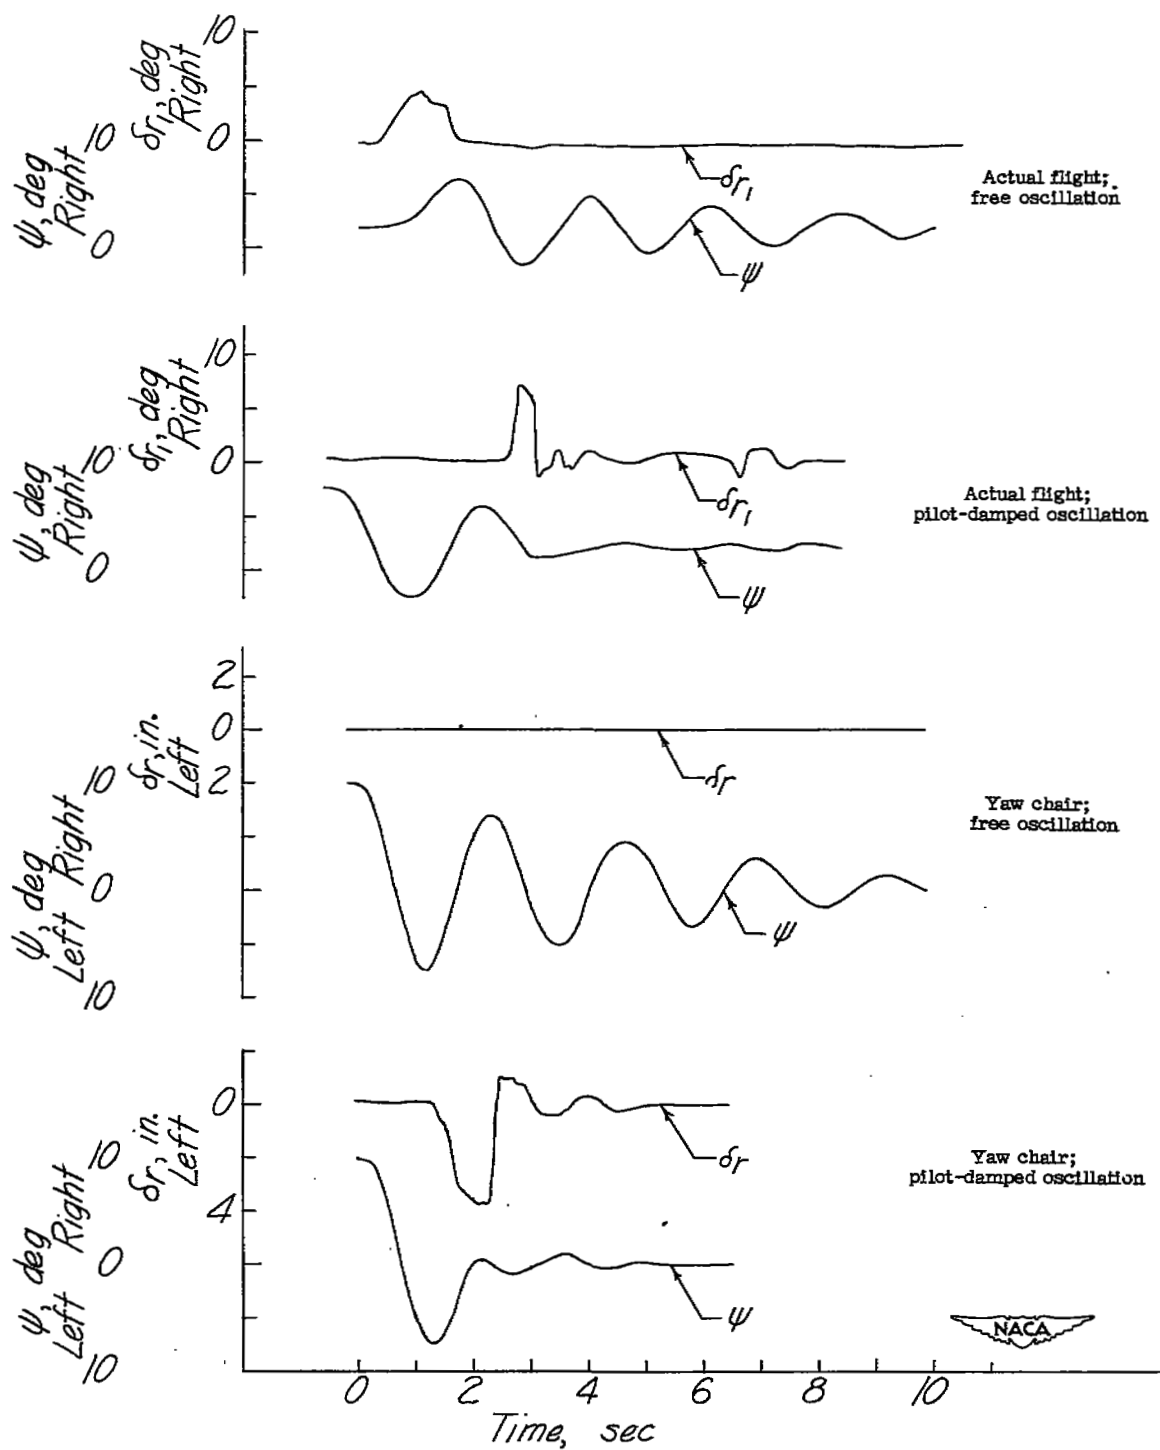 δr₁, deg
Right
10
0
ψ, deg
Right
10
0
δr₁
ψ
Actual flight;
free oscillation
δr₁, deg
Right
10
0
ψ, deg
Right
10
0
δr₁
ψ
Actual flight;
pilot-damped oscillation
δr, in.
Left
2
0
2
ψ, deg
Left Right
10
0
10
δr
ψ
Yaw chair;
free oscillation
δr, in.
Left
0
4
ψ, deg
Left Right
10
0
10
δr
ψ
Yaw chair;
pilot-damped oscillation
NACA
0 2 4 6 8 10
Time, sec